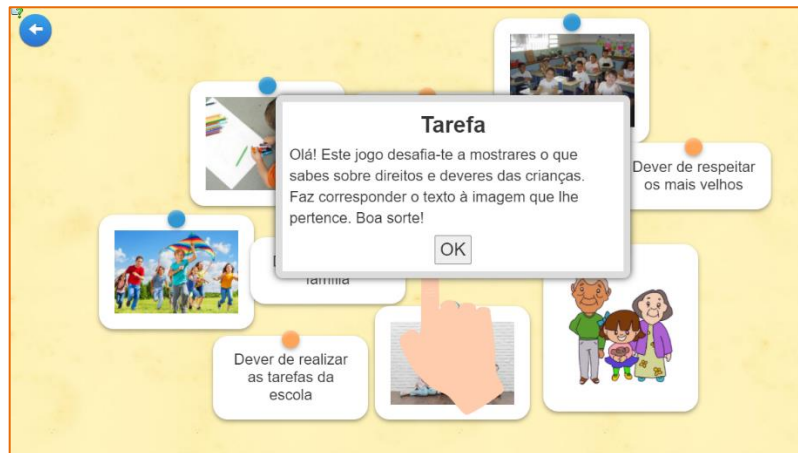 Tarefa
Olá! Este jogo desafia-te a mostrares o que
sabes sobre direitos e deveres das crianças.
Faz corresponder o texto à imagem que lhe
pertence. Boa sorte!
OK
Dever de respeitar
os mais velhos
família
Dever de realizar
as tarefas da
escola